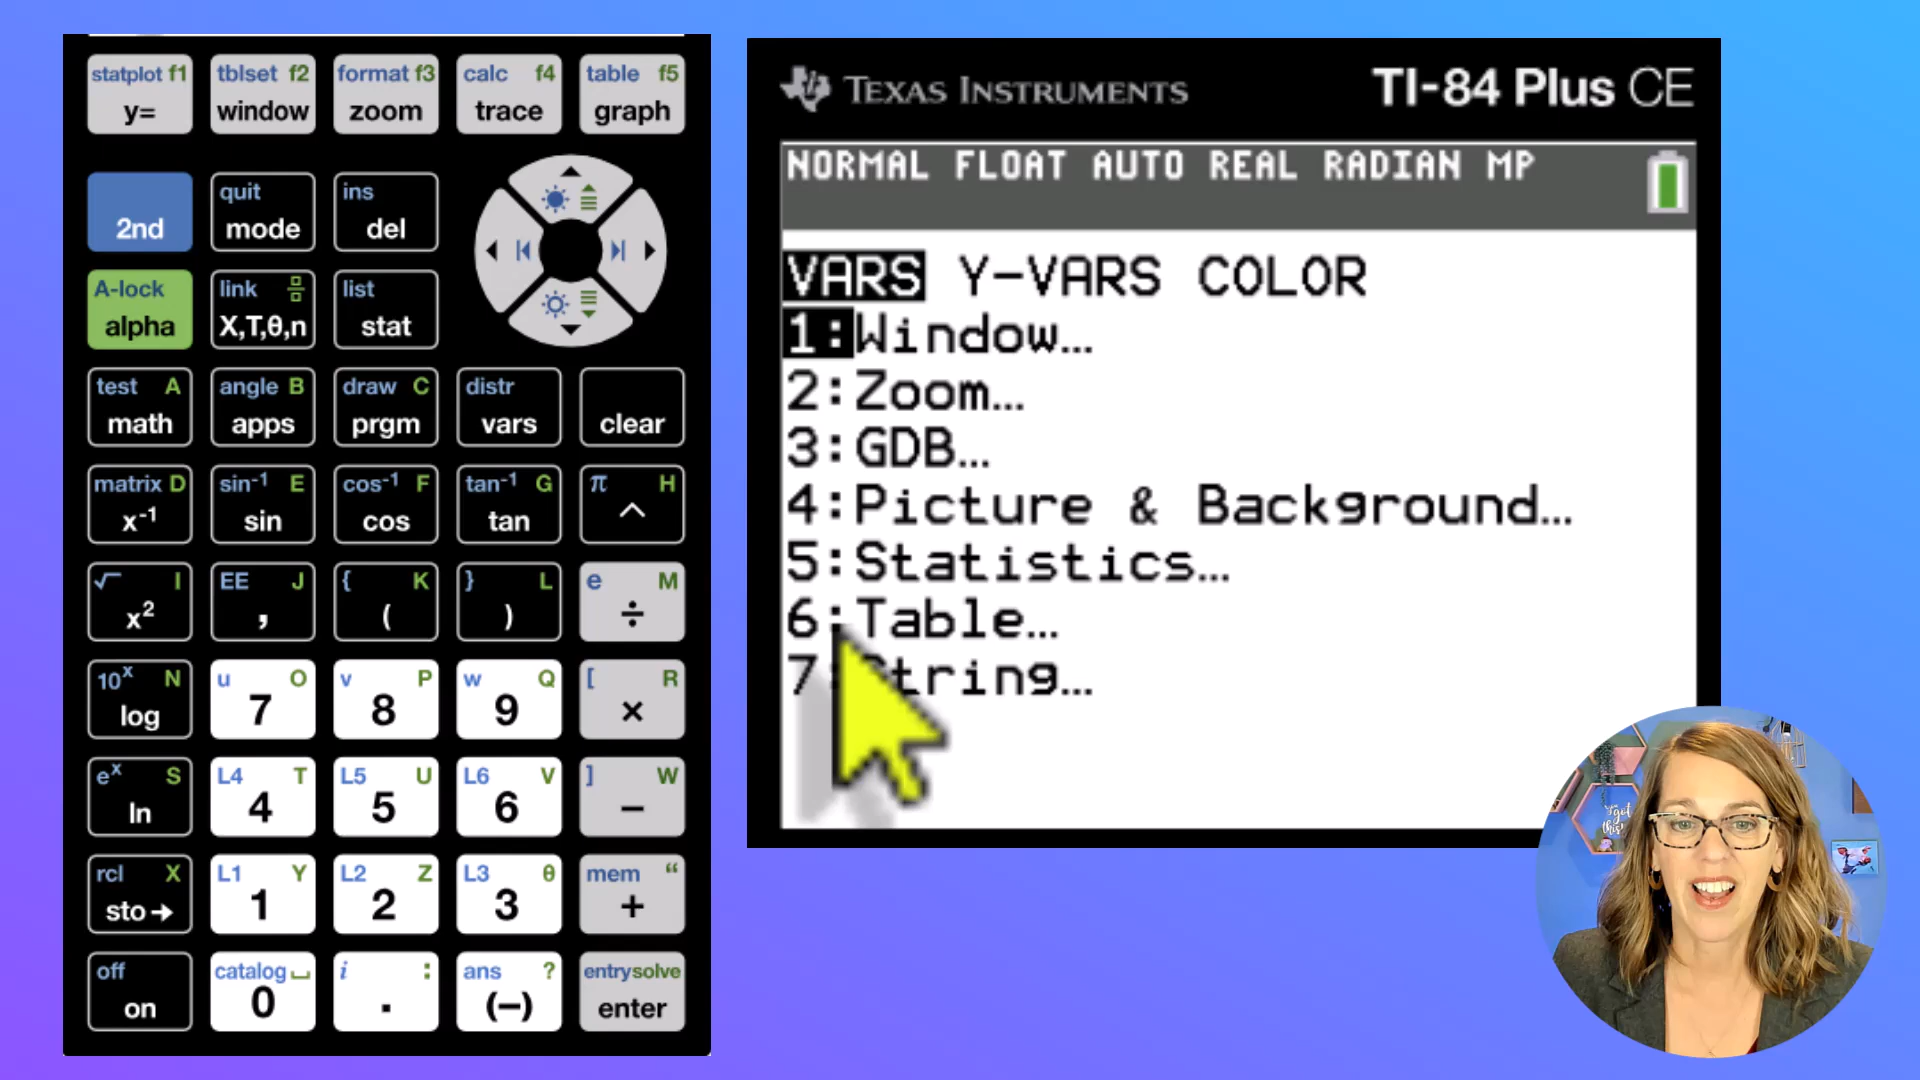 statplot f1 tblset f2 format f3 calc f4 table f5
y= window zoom trace graph
quit ins
2nd mode del
A-lock link list
alpha X,T,θ,n stat
test A angle B draw C distr
math apps prgm vars clear
matrix D sin⁻¹ E cos⁻¹ F tan⁻¹ G π H
x⁻¹ sin cos tan ^
√ I EE J { K } L e M
x² , ( ) ÷
10ˣ N u O v P w Q [ R
log 7 8 9 ×
eˣ S L4 T L5 U L6 V ] W
ln 4 5 6 −
rcl X L1 Y L2 Z L3 θ mem “
sto→ 1 2 3 +
off catalog i : ans ? entry solve
on 0 . (−) enter
TEXAS INSTRUMENTS TI-84 Plus CE
NORMAL FLOAT AUTO REAL RADIAN MP
VARS Y-VARS COLOR
1:Window…
2:Zoom…
3:GDB…
4:Picture & Background…
5:Statistics…
6:Table…
7:String…
got
this!